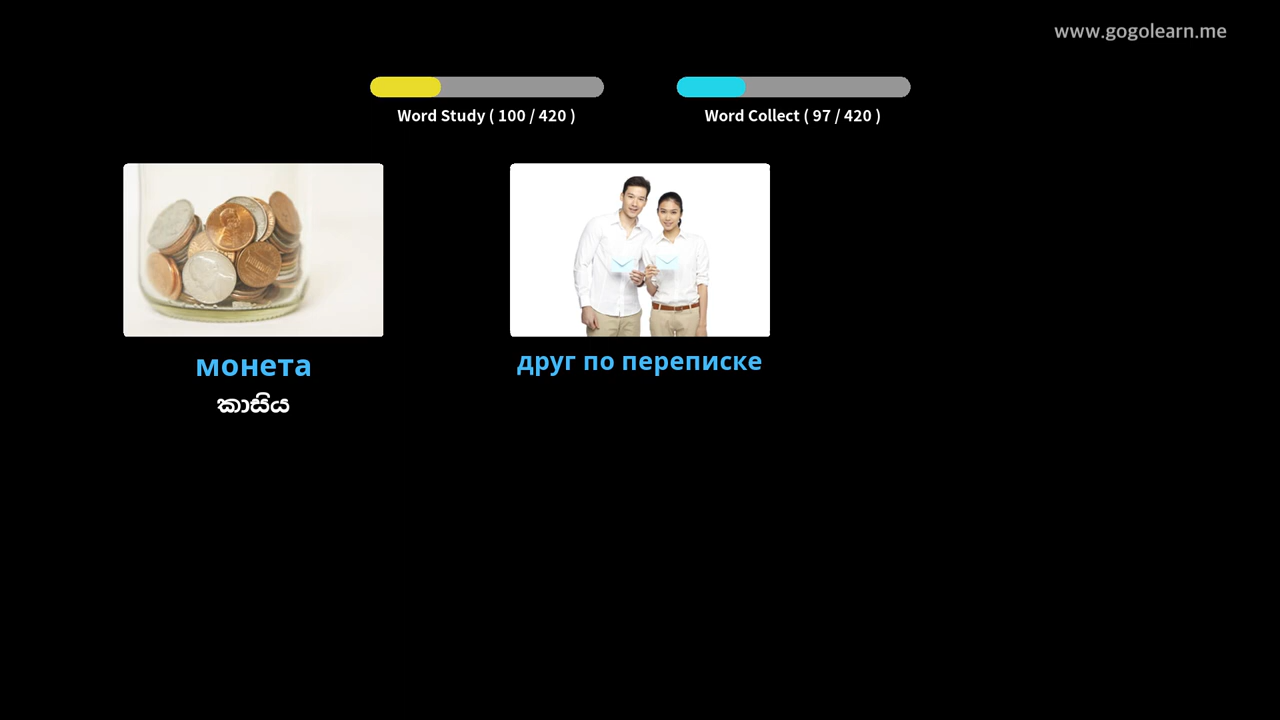 www.gogolearn.me
Word Study ( 100 / 420 )
Word Collect ( 97 / 420 )
монета
කාසිය
друг по переписке